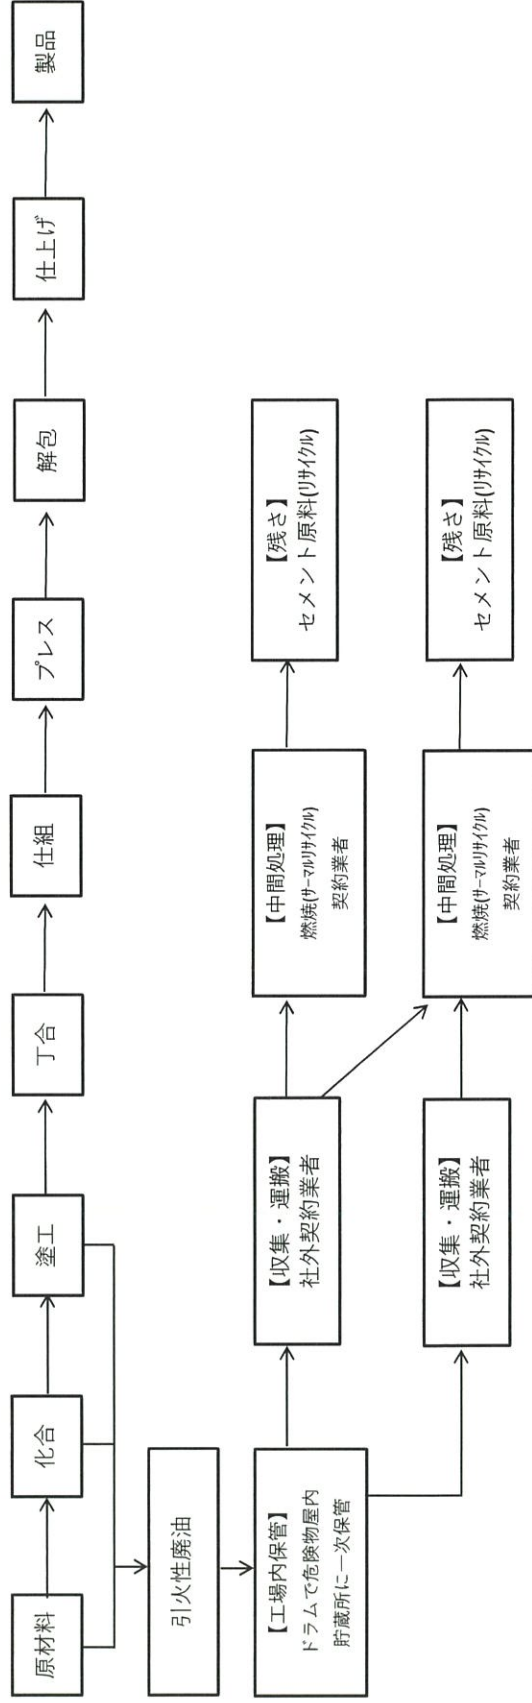 原材料
化合
塗工
丁合
仕組
プレス
解包
仕上げ
製品
引火性廃油
【工場内保管】
ドラムで危険物屋内
貯蔵所に一次保管
【収集・運搬】
社外契約業者
【中間処理】
燃焼(サーマルリサイクル)
契約業者
【残さ】
セメント原料(リサイクル)
【収集・運搬】
社外契約業者
【中間処理】
燃焼(サーマルリサイクル)
契約業者
【残さ】
セメント原料(リサイクル)